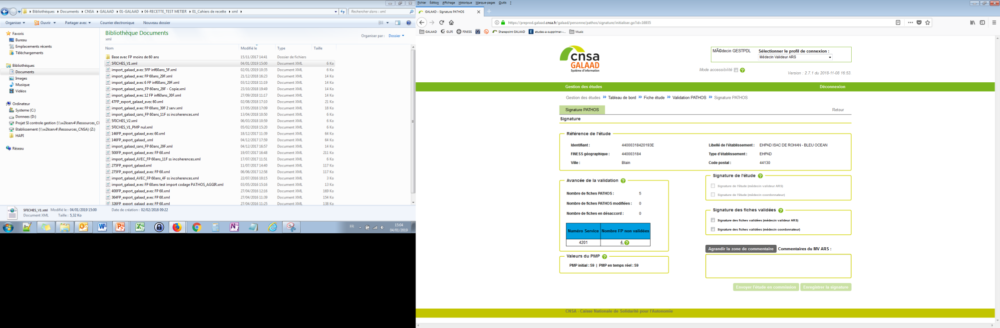 Bibliothèques ▸ Documents ▸ CNSA ▸ GALAAD ▸ 01-GALAAD ▸ 04-RECETTE_TEST METIER ▸ 01_Cahiers de recette ▸ xml ▸
Rechercher dans : xml
Organiser ▾ Ouvrir ▾ Partager avec ▾ Courrier électronique Nouveau dossier
Favoris
Bureau
Emplacements récents
Téléchargements
Bibliothèques
Documents
Images
Musique
Vidéos
Ordinateur
Systeme (C:)
Donnees (D:)
Projet SI controle gestion (\\w2kserv4\Ressources_Cl
Etablissement (\\w2kserv4\Ressources_CNSA) (Z:)
HAPI
Réseau
Bibliothèque Documents
xml
Organiser par : Dossier ▾
Nom Modifié le Type Taille
Base avec FP moins de 60 ans 15/11/2017 14:41 Dossier de fichiers
5FICHES_V1.xml 04/01/2019 15:00 Document XML 6 Ko
import_galaad_avec 5FP inf60ans_5F.xml 02/01/2019 10:35 Document XML 6 Ko
import_galaad_avec FP 60ans_29F.xml 21/12/2018 16:23 Document XML 14 Ko
import_galaad_avec 6 FP inf60ans_29F.xml 03/12/2018 11:19 Document XML 14 Ko
import_galaad_sans_FP 60ans_29F - Copie.xml 23/10/2018 19:49 Document XML 14 Ko
import_galaad_avec 12 FP inf60ans_30F.xml 27/09/2018 11:17 Document XML 14 Ko
47FP_export_galaad_avec 60.xml 02/08/2018 17:10 Document XML 21 Ko
import_galaad_avec FP 60ans_39F 2 serv.xml 17/05/2018 17:09 Document XML 18 Ko
import_galaad_sans_FP 60ans_11F ss incoherences.xml 13/04/2018 10:50 Document XML 6 Ko
5FICHES_V2.xml 06/03/2018 10:59 Document XML 6 Ko
5FICHES_V1_PMP nul.xml 05/02/2018 15:20 Document XML 6 Ko
146FP_export_galaad_avec 60.xml 18/12/2017 11:39 Document XML 64 Ko
146FP_export_galaad_.xml 04/12/2017 17:59 Document XML 64 Ko
import_galaad_sans_FP 60ans_29F.xml 04/12/2017 16:57 Document XML 14 Ko
500FP_export_galaad_avec FP 60.xml 19/07/2017 16:48 Document XML 211 Ko
import_galaad_AVEC_FP 60ans_11F ss incoherences.xml 17/07/2017 11:51 Document XML 6 Ko
275FP_export_galaad.xml 11/07/2017 14:40 Document XML 117 Ko
275FP_export_galaad_avec FP 60.xml 06/06/2017 12:58 Document XML 117 Ko
import_galaad_AVEC_FP 60ans_4F ss incoherences.xml 22/07/2016 10:15 Document XML 3 Ko
import_galaad_avec FP 60ans test import codage PATHOS_AGGIR.xml 03/05/2016 15:16 Document XML 13 Ko
400FP_export_galaad_avec FP 60.xml 27/04/2016 12:16 Document XML 169 Ko
364FP_export_galaad_avec FP 60.xml 27/04/2016 11:39 Document XML 154 Ko
326FP_export_galaad_avec FP 60.xml 27/04/2016 11:25 Document XML 138 Ko
5FICHES_V1.xml Modifié le : 04/01/2019 15:00 Date de création : 02/02/2018 09:22
Document XML Taille : 5,32 Ko
FR 15:04
04/01/2019
Fichier Édition Affichage Historique Marque-pages Outils ?
GALAAD - Signature PATHOS
https://preprod.galaad.cnsa.fr/galaad/personne/pathos/signature/initialiser.go?id=16935
GALAAD GLPI FINESS Sharepoint GALAAD etudes-a-supprimer--... Music
cnsa
GALAAD
Système d'information
MÃ©decin GESTPDL Sélectionner le profil de connexion :
Médecin Valideur ARS
Mode accessibilité ?
Version : 2.7.1 du 2018-11-08 16:53.
Gestion des études Déconnexion
Gestion des études » Tableau de bord » Fiche étude » Validation PATHOS » Signature PATHOS
Signature PATHOS Retour
Signature
Référence de l'étude
Identifiant : 44000318420193E Libellé de l'établissement : EHPAD ISAC DE ROHAN - BLEU OCEAN
FINESS géographique : 440003184 Type d'établissement : EHPAD
Ville : Blain Code postal : 44130
Avancée de la validation ?
Nombre de fiches PATHOS : 5
Nombre de fiches PATHOS modifiées : 0
Nombre de fiches en désaccord : 0
Numéro Service Nombre FP non validées
4201 4 ?
Valeurs du PMP ?
PMP initial : 59 | PMP en temps réel : 59
Signature de l'étude ?
Signature de l'étude (médecin valideur ARS)
Signature de l'étude (médecin coordonnateur)
Signature des fiches validées ?
Signature des fiches validées (médecin valideur ARS)
Signature des fiches validées (médecin coordonnateur)
Agrandir la zone de commentaire Commentaires du MV ARS :
Envoyer l'étude en commission Enregistrer la signature
CNSA - Caisse Nationale de Solidarité pour l'Autonomie